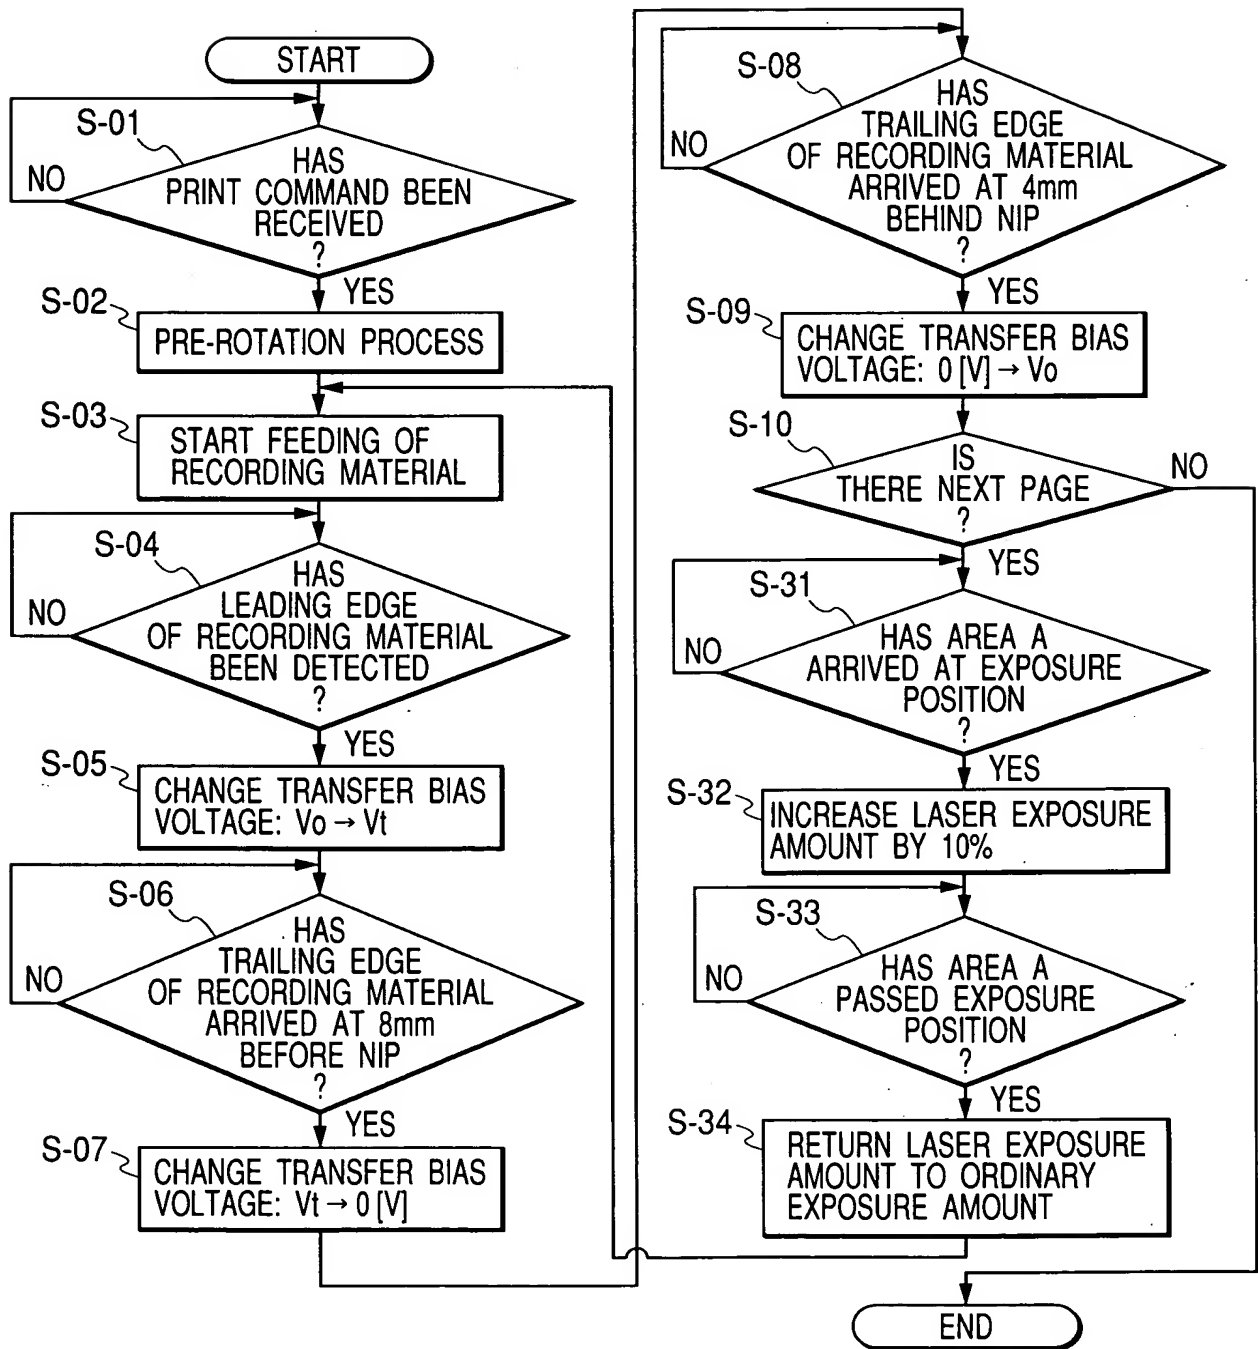 START
S-01
HAS
PRINT COMMAND BEEN
RECEIVED
?
NO
YES
S-02
PRE-ROTATION PROCESS
S-03
START FEEDING OF
RECORDING MATERIAL
S-04
HAS
LEADING EDGE
OF RECORDING MATERIAL
BEEN DETECTED
?
NO
YES
S-05
CHANGE TRANSFER BIAS
VOLTAGE: Vo → Vt
S-06
HAS
TRAILING EDGE
OF RECORDING MATERIAL
ARRIVED AT 8mm
BEFORE NIP
?
NO
YES
S-07
CHANGE TRANSFER BIAS
VOLTAGE: Vt → 0 [V]
S-08
HAS
TRAILING EDGE
OF RECORDING MATERIAL
ARRIVED AT 4mm
BEHIND NIP
?
NO
YES
S-09
CHANGE TRANSFER BIAS
VOLTAGE: 0 [V] → Vo
S-10
IS
THERE NEXT PAGE
?
NO
YES
S-31
HAS AREA A
ARRIVED AT EXPOSURE
POSITION
?
NO
YES
S-32
INCREASE LASER EXPOSURE
AMOUNT BY 10%
S-33
HAS AREA A
PASSED EXPOSURE
POSITION
?
NO
YES
S-34
RETURN LASER EXPOSURE
AMOUNT TO ORDINARY
EXPOSURE AMOUNT
END